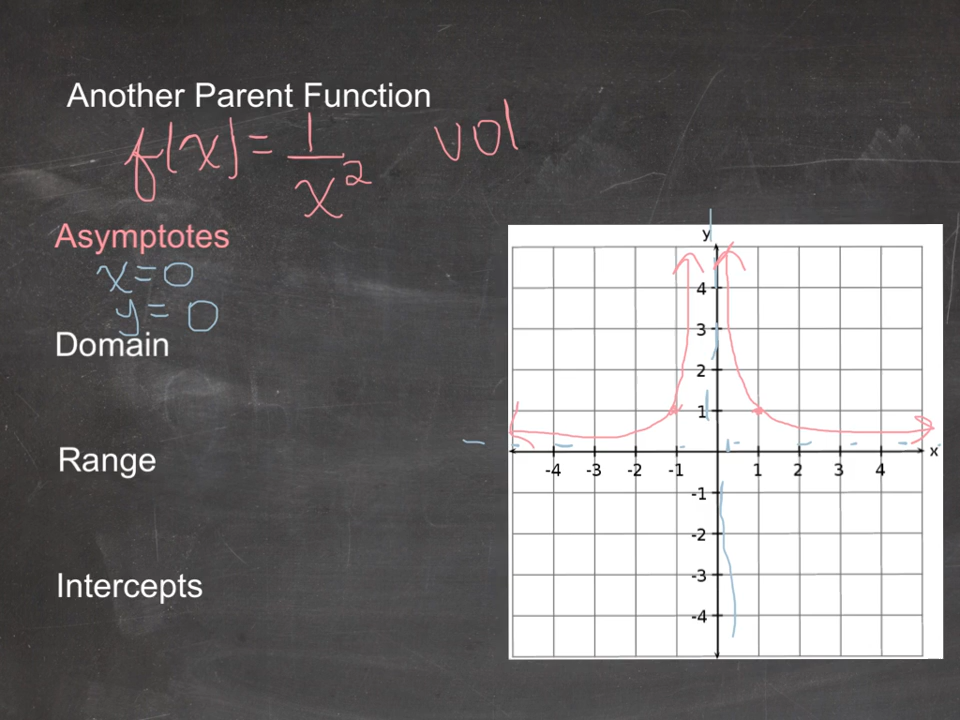 Another Parent Function
f(x) = 1/x² vol
Asymptotes
x=0
y=0
Domain
Range
Intercepts
y
4
3
2
1
x
-4 -3 -2 -1 1 2 3 4
-1
-2
-3
-4